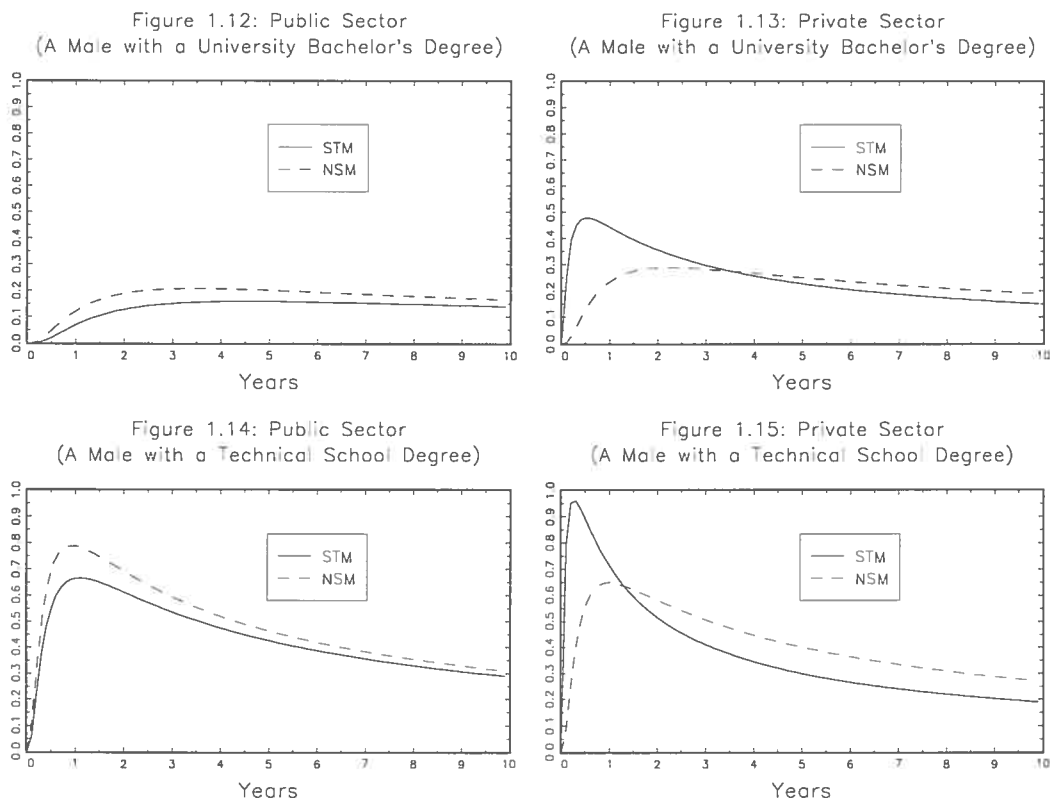 Figure 1.12: Public Sector
(A Male with a University Bachelor's Degree)
1.0
0.9
0.8
0.7
0.6
0.5
0.4
0.3
0.2
0.1
0.0
STM
NSM
0 1 2 3 4 5 6 7 8 9 10
Years
Figure 1.13: Private Sector
(A Male with a University Bachelor's Degree)
1.0
0.9
0.8
0.7
0.6
0.5
0.4
0.3
0.2
0.1
0.0
STM
NSM
0 1 2 3 4 5 6 7 8 9 10
Years
Figure 1.14: Public Sector
(A Male with a Technical School Degree)
1.0
0.9
0.8
0.7
0.6
0.5
0.4
0.3
0.2
0.1
0.0
STM
NSM
0 1 2 3 4 5 6 7 8 9 10
Years
Figure 1.15: Private Sector
(A Male with a Technical School Degree)
1.0
0.9
0.8
0.7
0.6
0.5
0.4
0.3
0.2
0.1
0.0
STM
NSM
0 1 2 3 4 5 6 7 8 9 10
Years